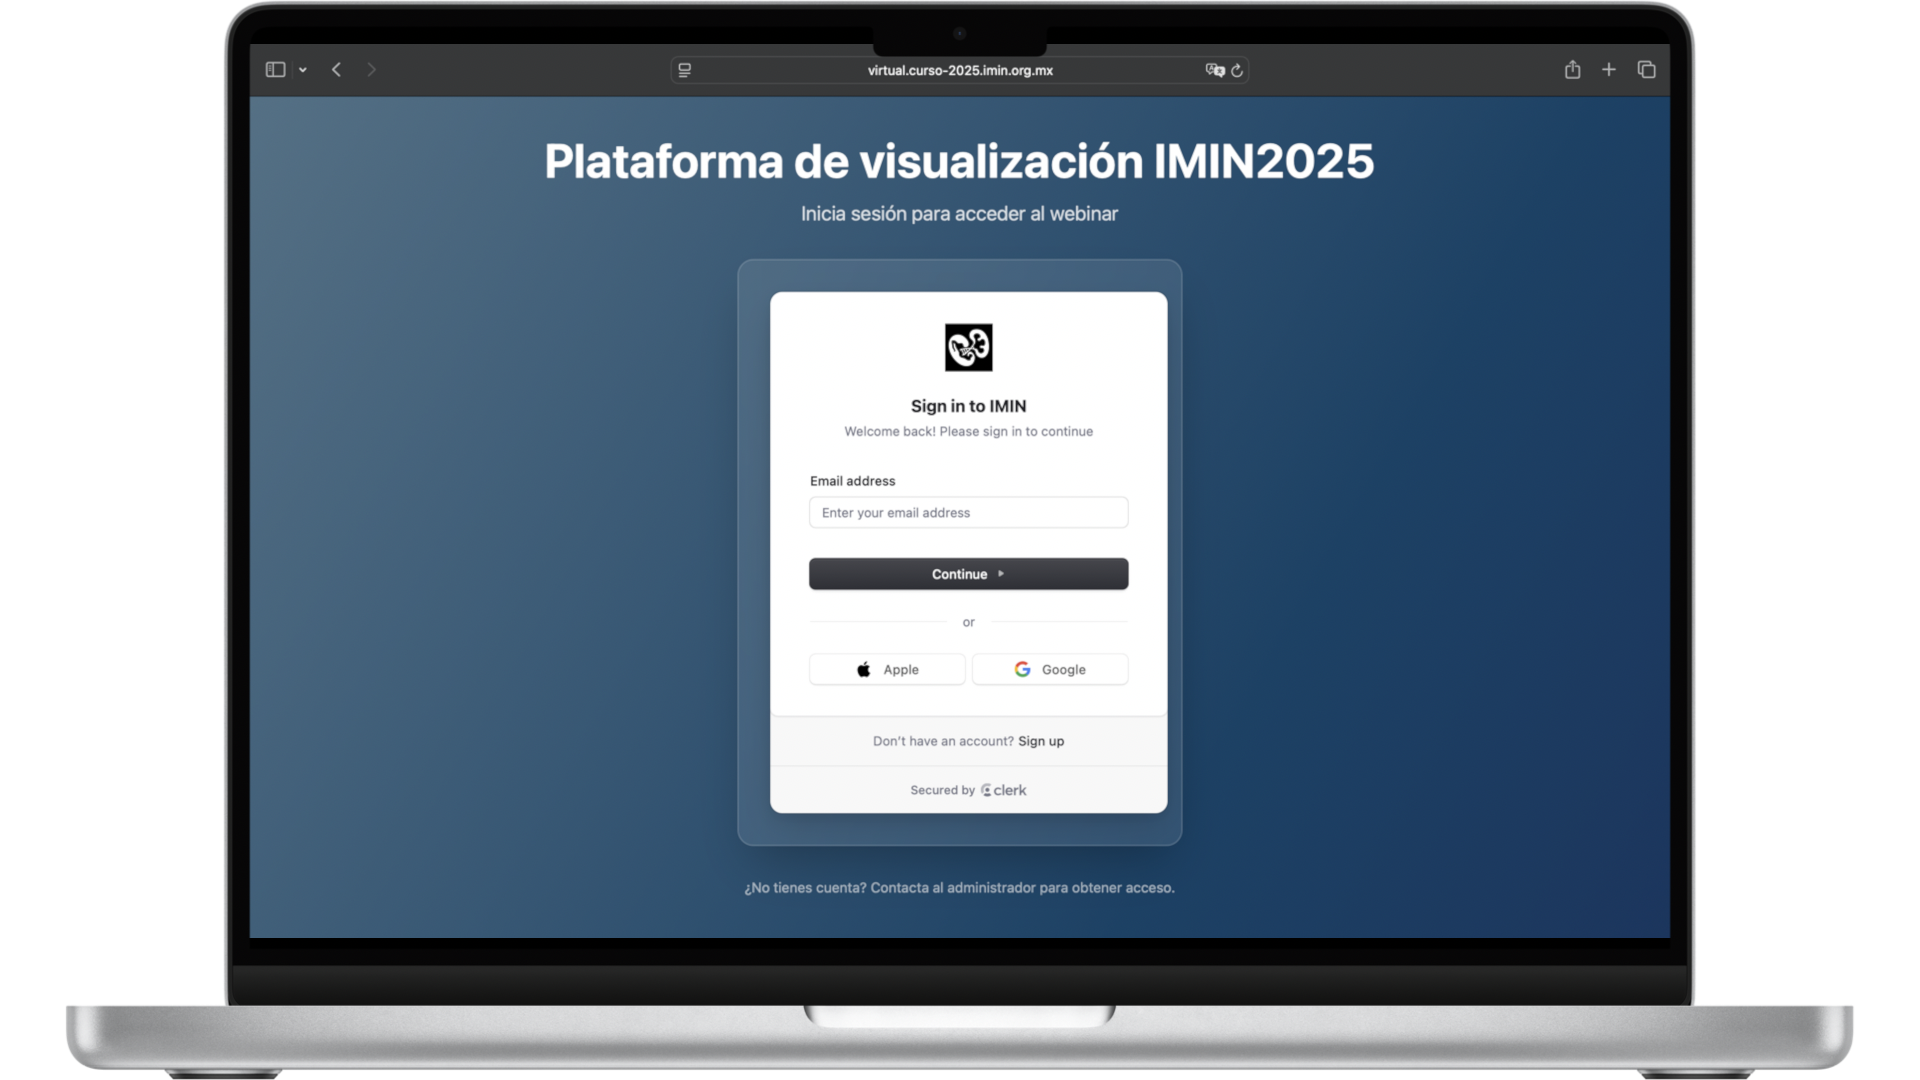 virtual.curso-2025.imin.org.mx
Plataforma de visualización IMIN2025
Inicia sesión para acceder al webinar
Sign in to IMIN
Welcome back! Please sign in to continue
Email address
Enter your email address
Continue
or
Apple
Google
Don't have an account? Sign up
Secured by clerk
¿No tienes cuenta? Contacta al administrador para obtener acceso.